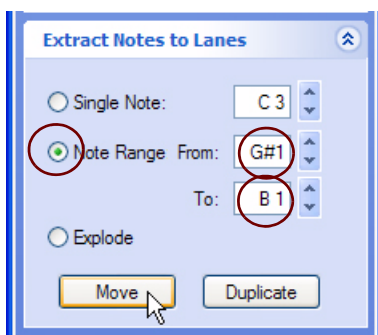 Extract Notes to Lanes
Single Note: C 3
Note Range From: G#1
To: B 1
Explode
Move Duplicate